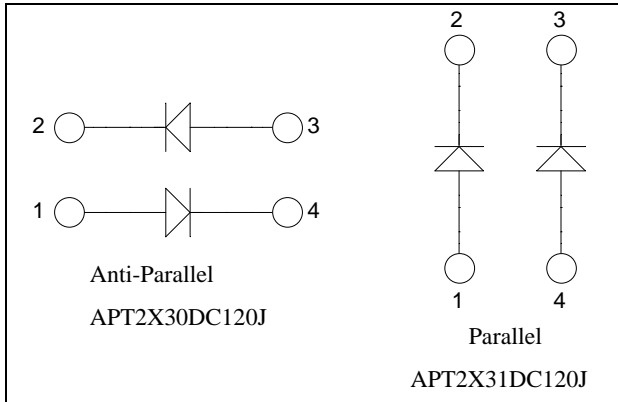 2 3
1 4
Anti-Parallel
APT2X30DC120J
2 3
1 4
Parallel
APT2X31DC120J